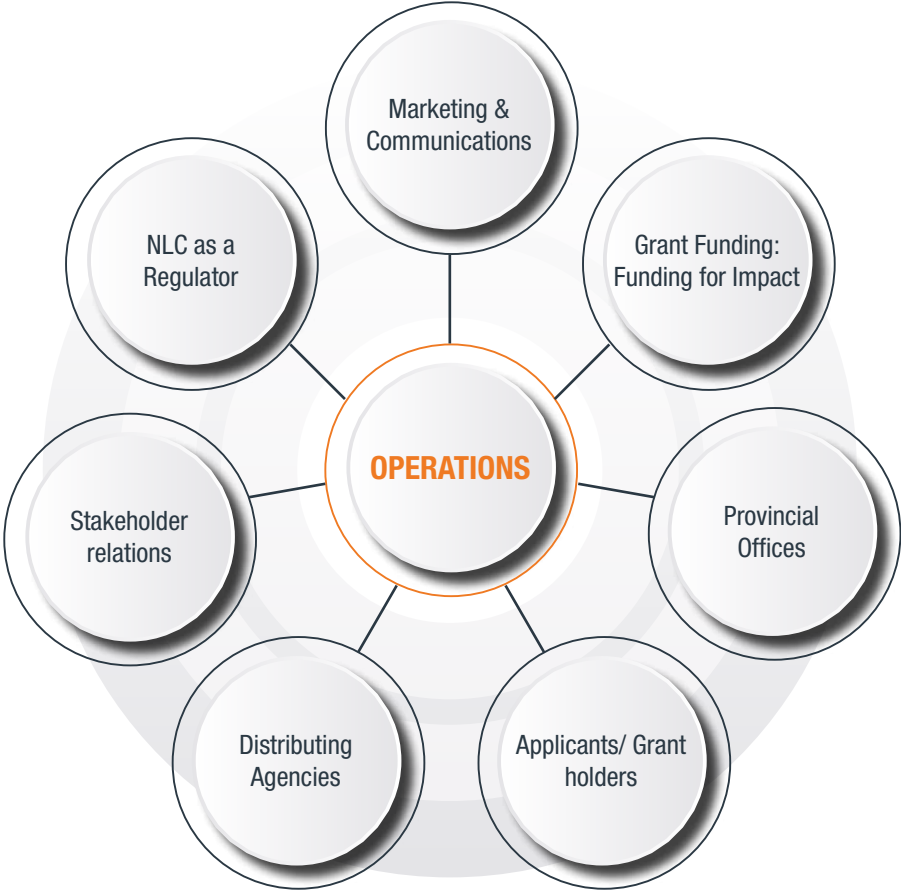 Marketing &
Communications
Grant Funding:
Funding for Impact
Provincial
Offices
Applicants/ Grant
holders
Distributing
Agencies
Stakeholder
relations
NLC as a
Regulator
OPERATIONS